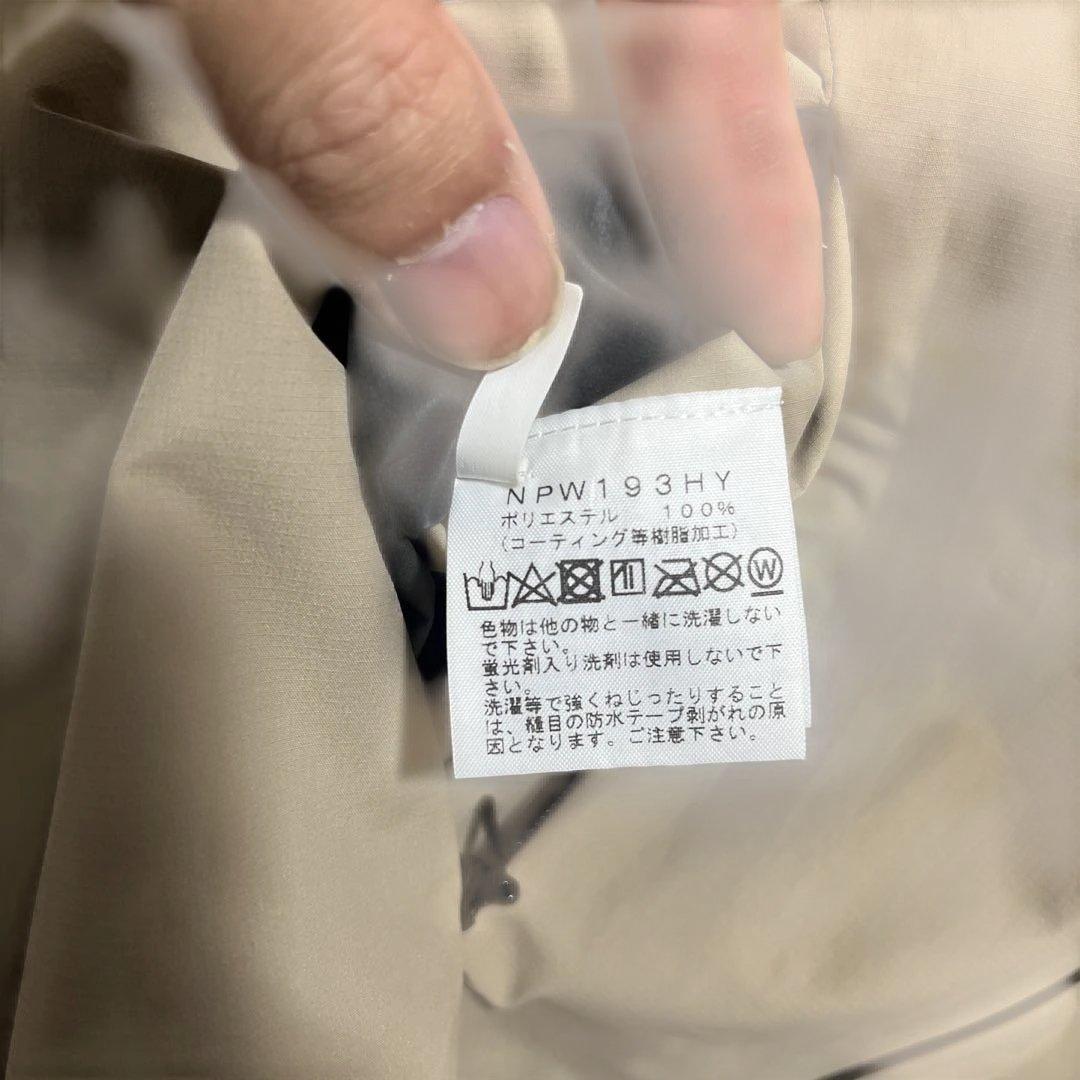 NPW193HY
ポリエステル 100%
(コーティング等樹脂加工)
W
色物は他の物と一緒に洗濯しない
で下さい。
蛍光剤入り洗剤は使用しないで下
さい。
洗濯等で強くねじったりすること
は、縫目の防水テープ剥がれの原
因となります。ご注意下さい。